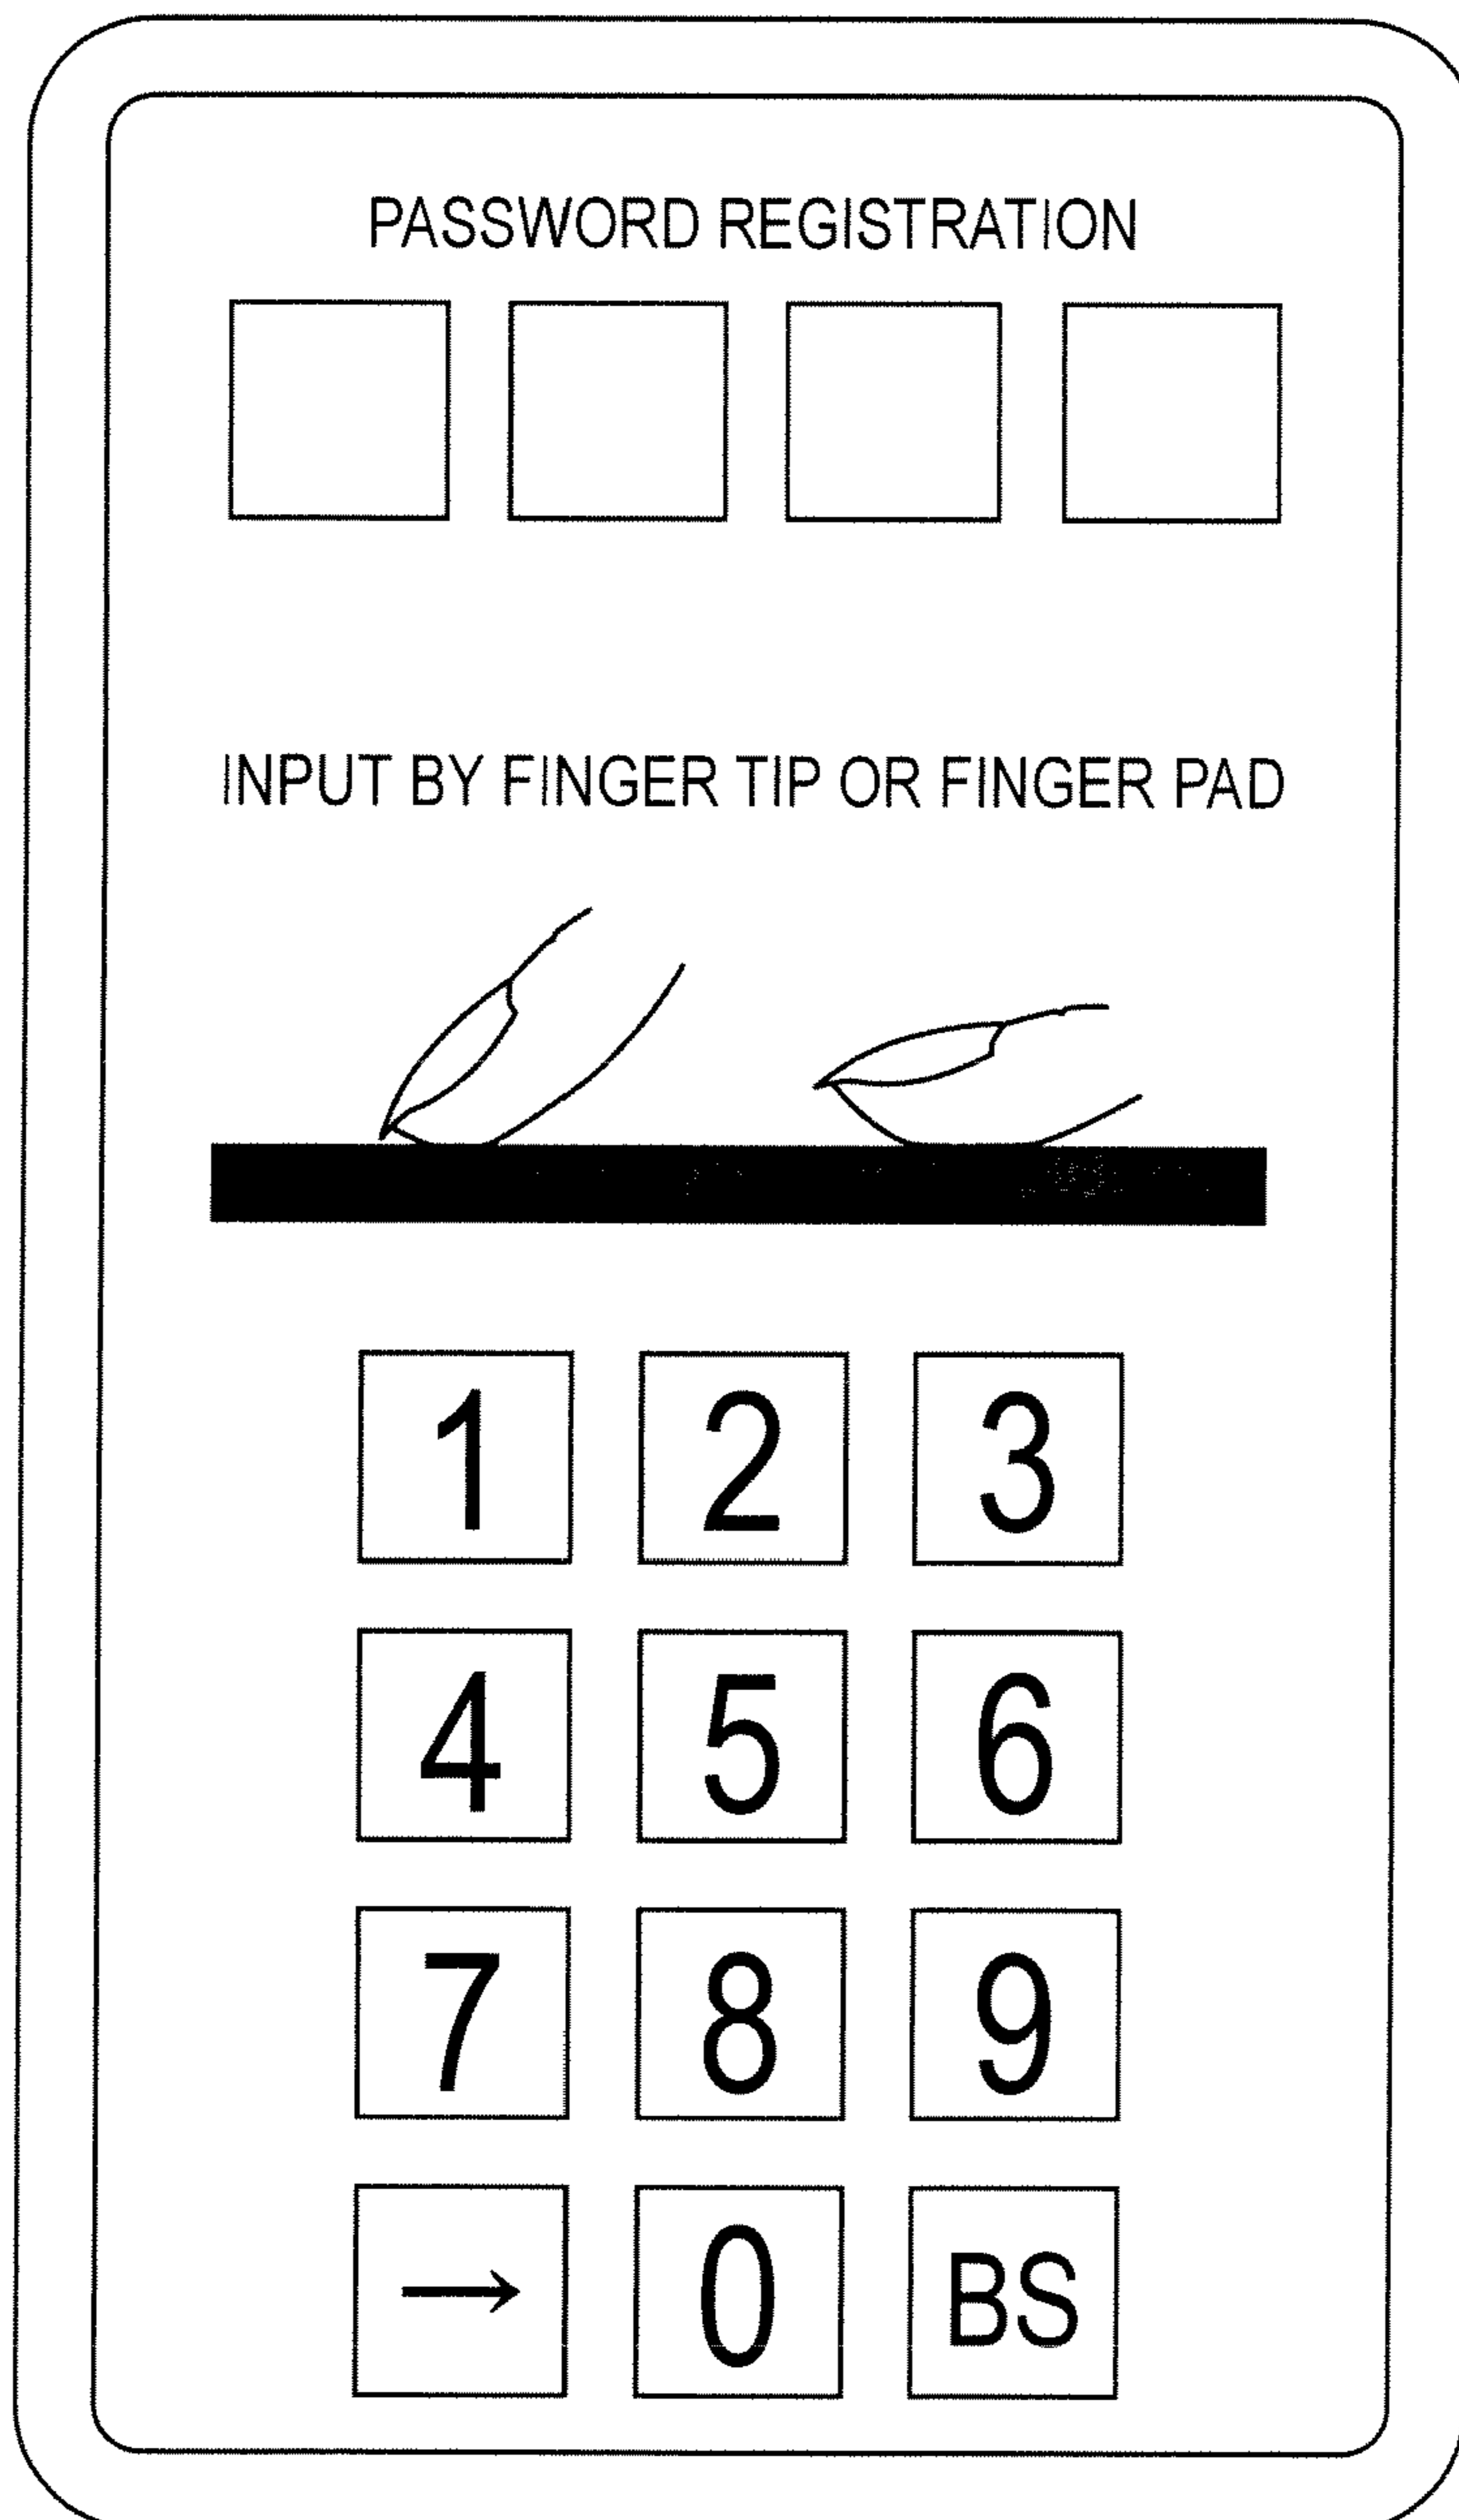 PASSWORD REGISTRATION
INPUT BY FINGER TIP OR FINGER PAD
1 2 3
4 5 6
7 8 9
→ 0 BS